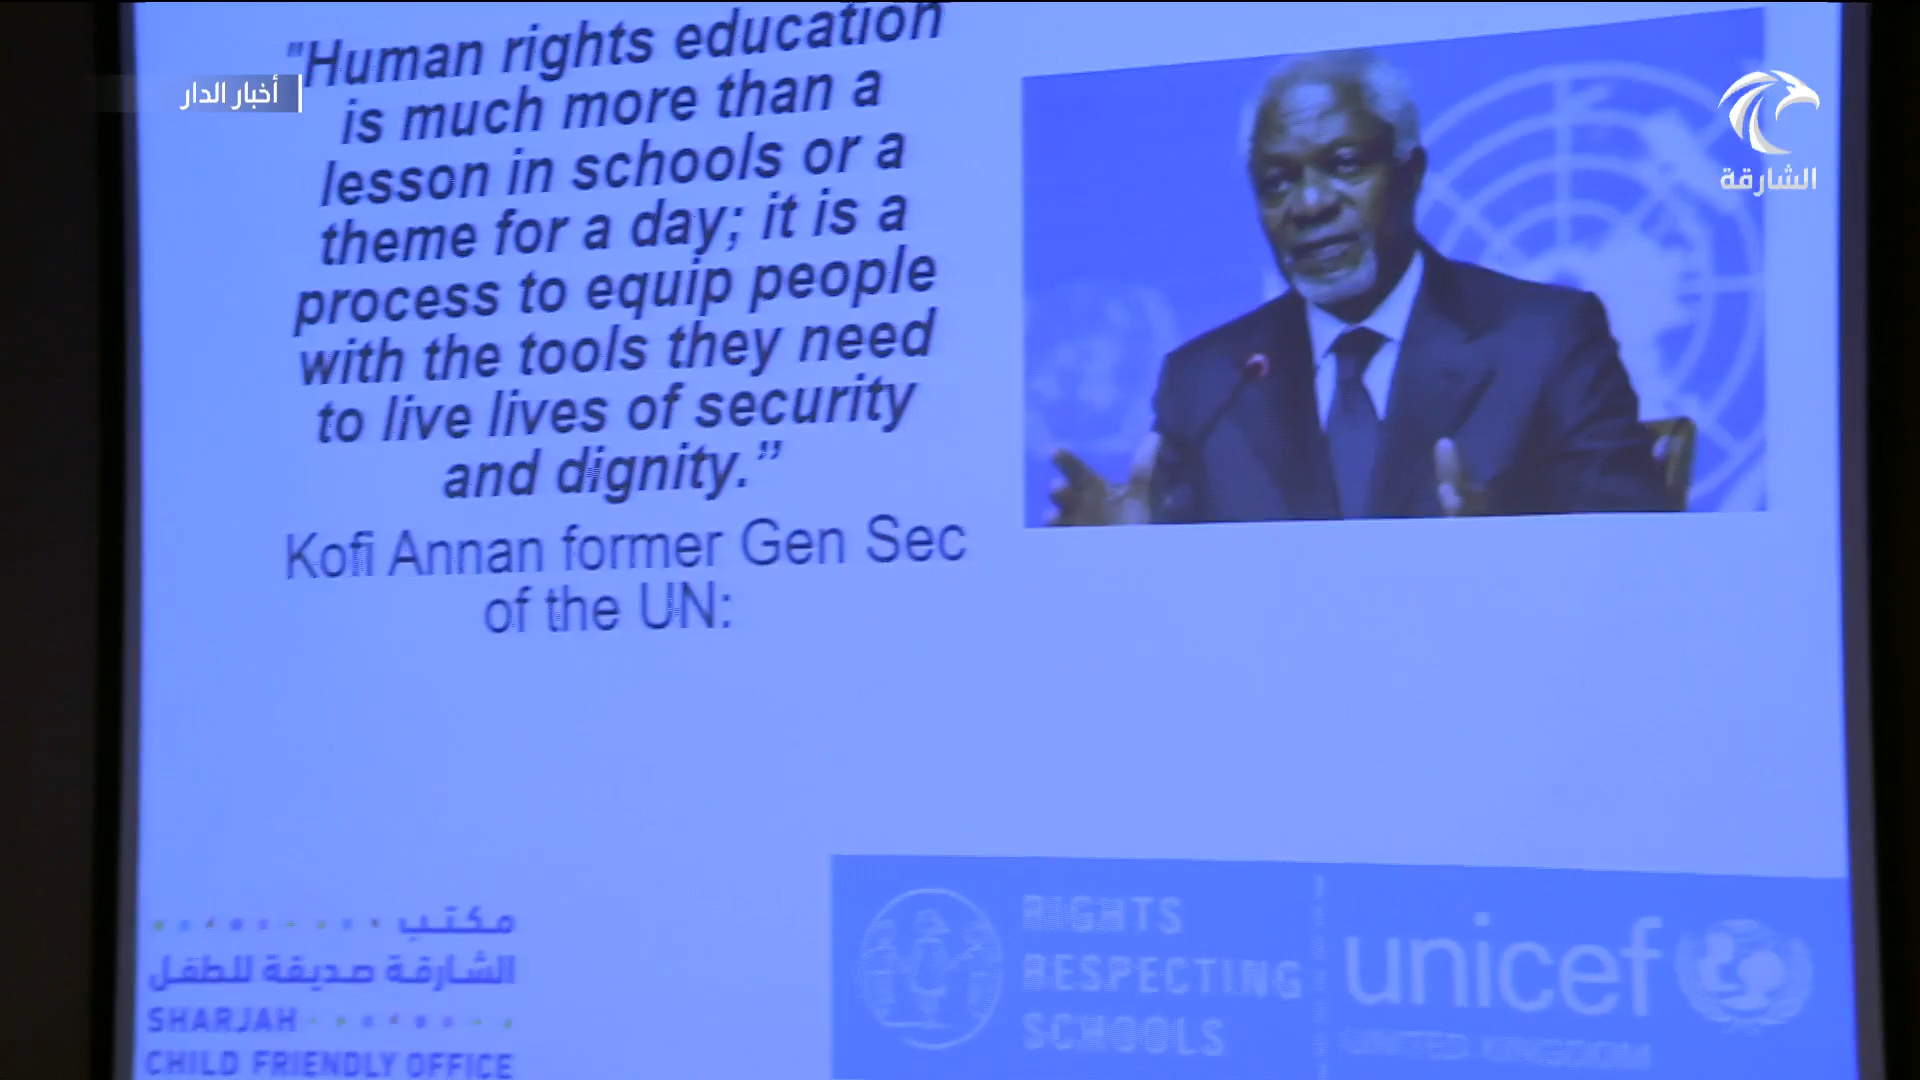 "Human rights education
is much more than a
lesson in schools or a
theme for a day; it is a
process to equip people
with the tools they need
to live lives of security
and dignity.”
Kofi Annan former Gen Sec
of the UN:
أخبار الدار
الشارقة
مكتب
الشارقة صديقة للطفل
SHARJAH
CHILD FRIENDLY OFFICE
RIGHTS
RESPECTING
SCHOOLS
unicef
UNITED KINGDOM